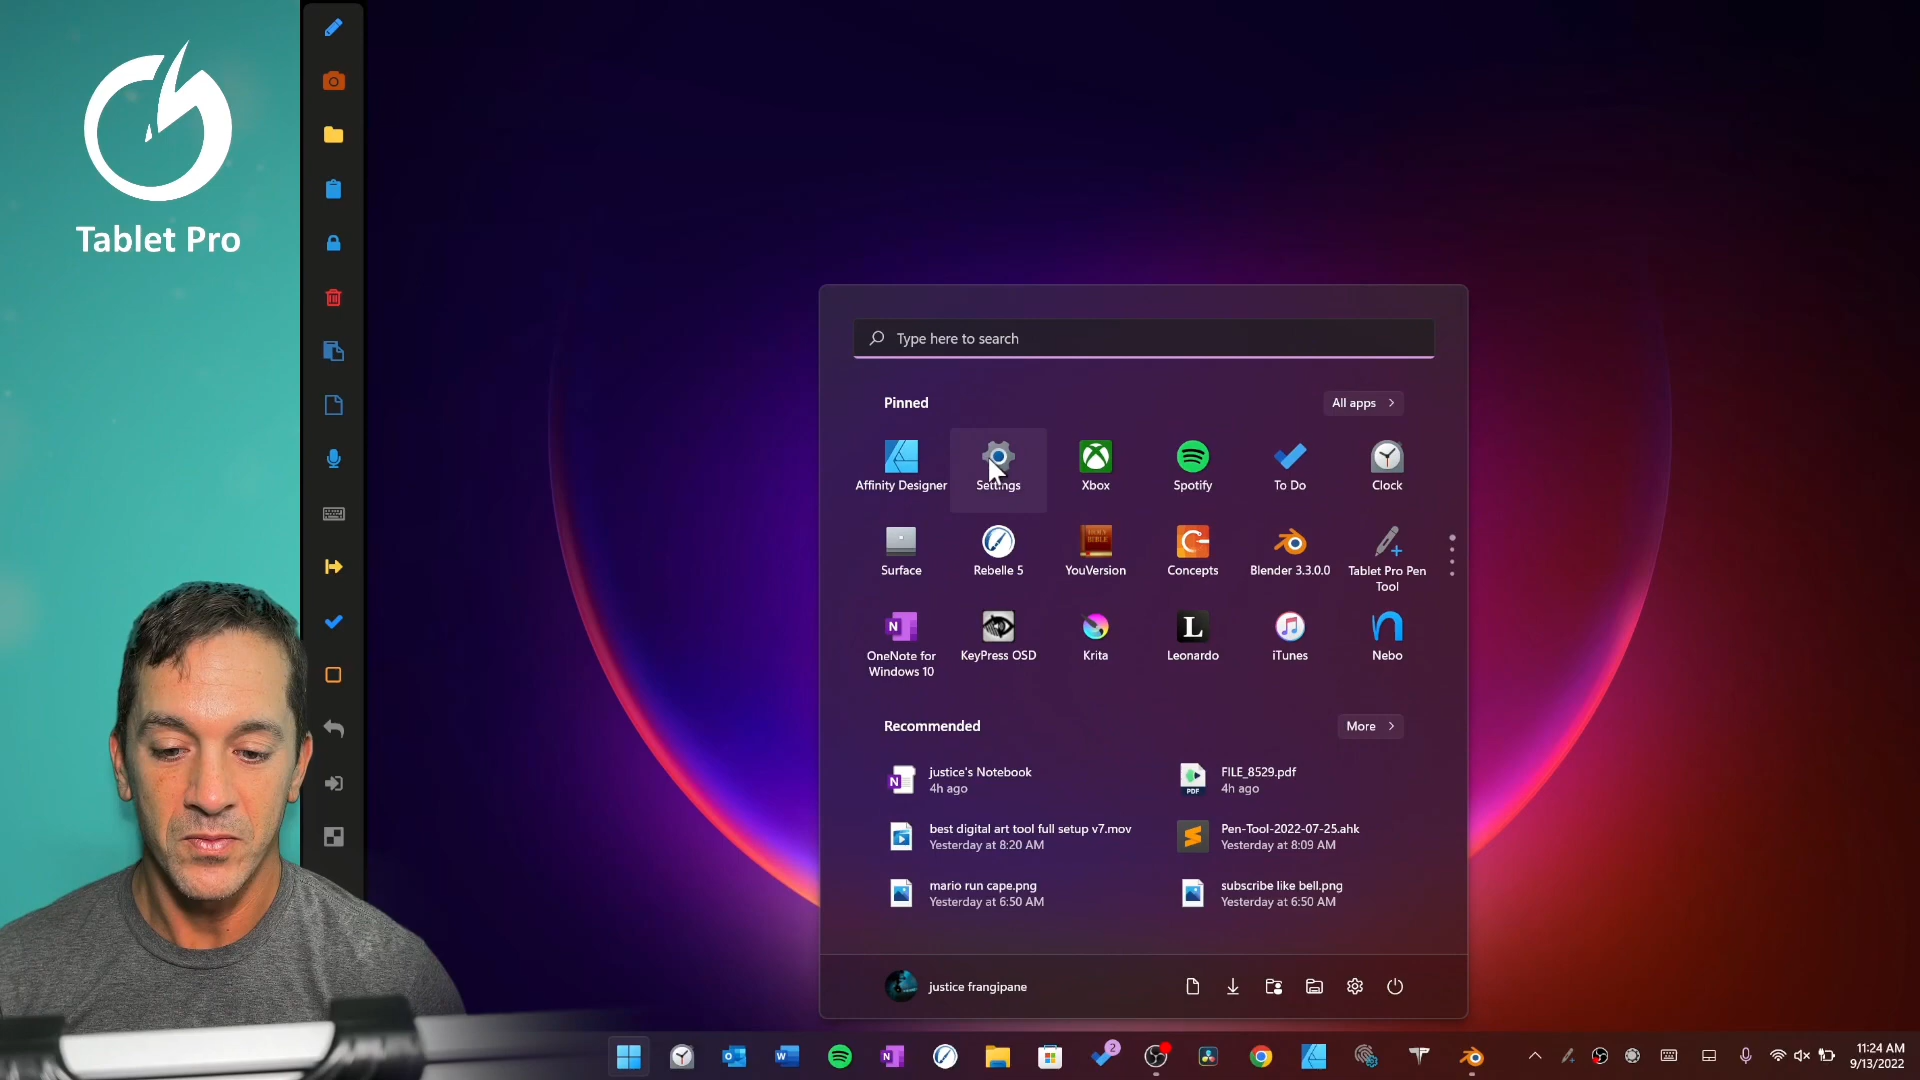 Tablet Pro
Type here to search
Pinned
All apps
Affinity Designer
Settings
Xbox
Spotify
To Do
Clock
Surface
Rebelle 5
YouVersion
Concepts
Blender 3.3.0.0
Tablet Pro Pen
Tool
OneNote for
Windows 10
KeyPress OSD
Krita
Leonardo
iTunes
Nebo
Recommended
More
justice's Notebook
4h ago
FILE_8529.pdf
4h ago
best digital art tool full setup v7.mov
Yesterday at 8:20 AM
Pen-Tool-2022-07-25.ahk
Yesterday at 8:09 AM
mario run cape.png
Yesterday at 6:50 AM
subscribe like bell.png
Yesterday at 6:50 AM
justice frangipane
2
11:24 AM
9/13/2022